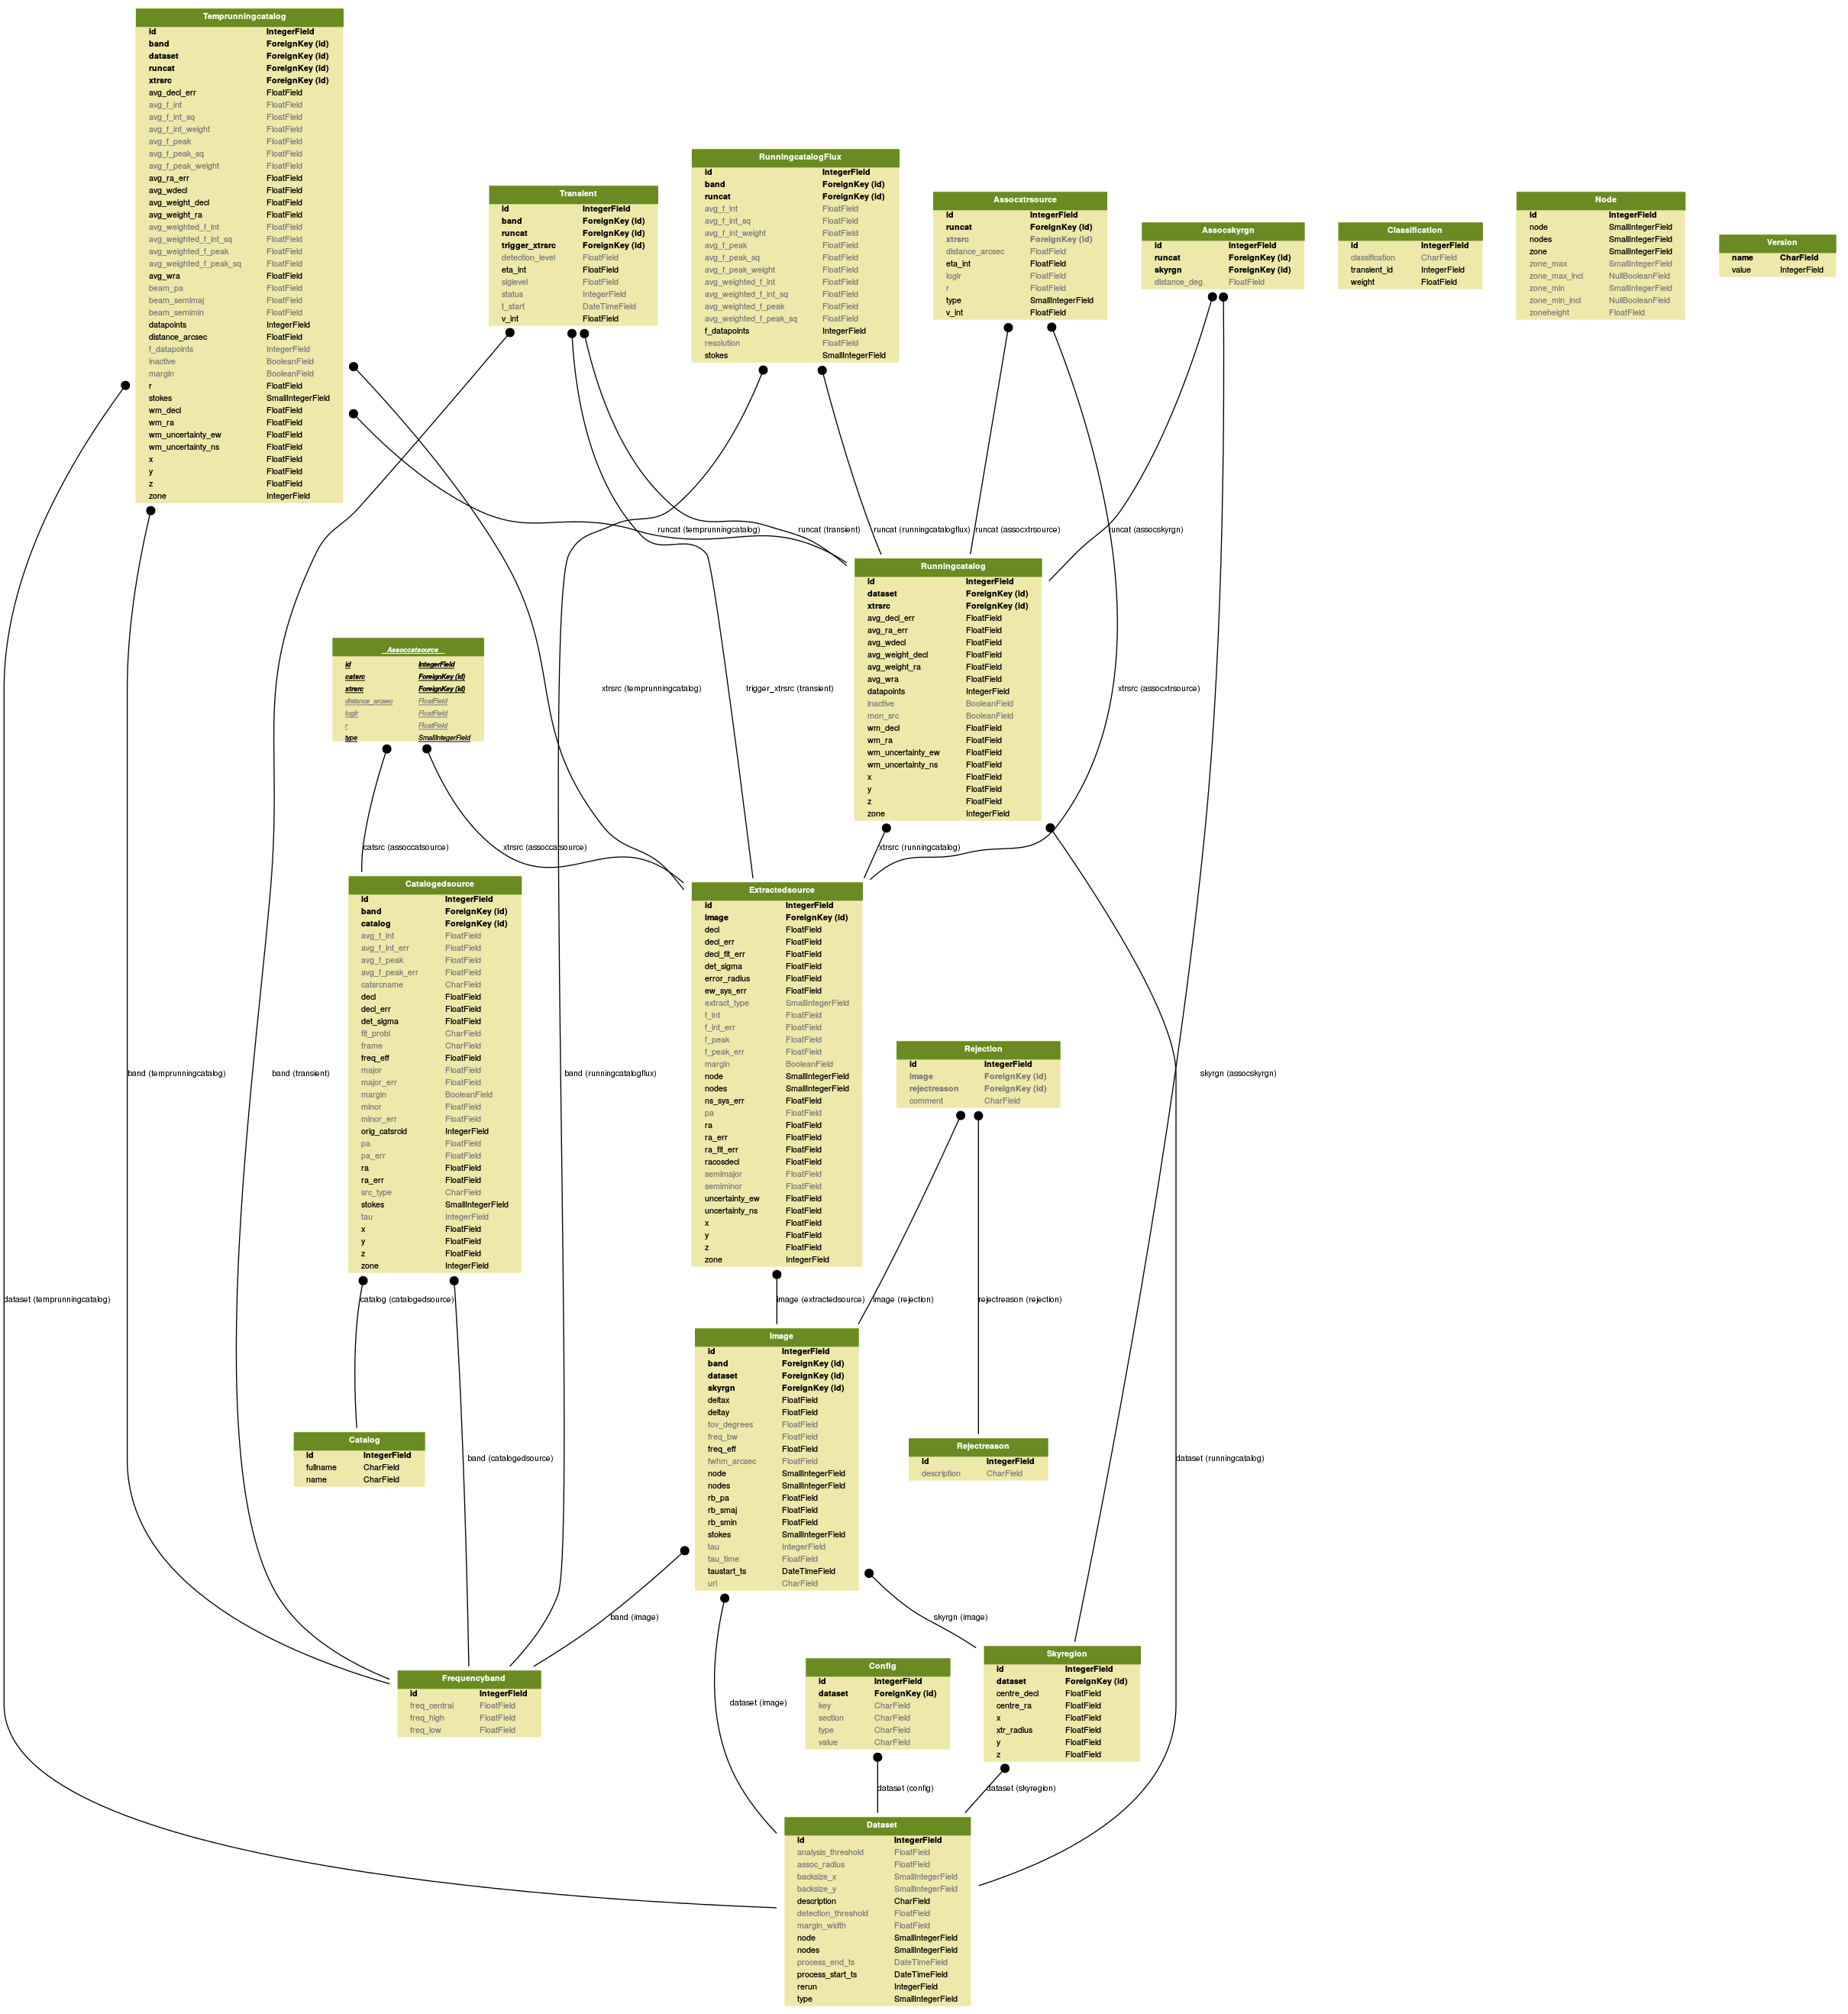 Temprunningcatalog
id IntegerField
band ForeignKey (id)
dataset ForeignKey (id)
runcat ForeignKey (id)
xtrsrc ForeignKey (id)
avg_decl_err FloatField
avg_f_int FloatField
avg_f_int_sq FloatField
avg_f_int_weight FloatField
avg_f_peak FloatField
avg_f_peak_sq FloatField
avg_f_peak_weight FloatField
avg_ra_err FloatField
avg_wdecl FloatField
avg_weight_decl FloatField
avg_weight_ra FloatField
avg_weighted_f_int FloatField
avg_weighted_f_int_sq FloatField
avg_weighted_f_peak FloatField
avg_weighted_f_peak_sq FloatField
avg_wra FloatField
beam_pa FloatField
beam_semimaj FloatField
beam_semimin FloatField
datapoints IntegerField
distance_arcsec FloatField
f_datapoints IntegerField
inactive BooleanField
margin BooleanField
r FloatField
stokes SmallIntegerField
wm_decl FloatField
wm_ra FloatField
wm_uncertainty_ew FloatField
wm_uncertainty_ns FloatField
x FloatField
y FloatField
z FloatField
zone IntegerField
Transient
id IntegerField
band ForeignKey (id)
runcat ForeignKey (id)
trigger_xtrsrc ForeignKey (id)
detection_level FloatField
eta_int FloatField
siglevel FloatField
status IntegerField
t_start DateTimeField
v_int FloatField
RunningcatalogFlux
id IntegerField
band ForeignKey (id)
runcat ForeignKey (id)
avg_f_int FloatField
avg_f_int_sq FloatField
avg_f_int_weight FloatField
avg_f_peak FloatField
avg_f_peak_sq FloatField
avg_f_peak_weight FloatField
avg_weighted_f_int FloatField
avg_weighted_f_int_sq FloatField
avg_weighted_f_peak FloatField
avg_weighted_f_peak_sq FloatField
f_datapoints IntegerField
resolution FloatField
stokes SmallIntegerField
Assocxtrsource
id IntegerField
runcat ForeignKey (id)
xtrsrc ForeignKey (id)
distance_arcsec FloatField
eta_int FloatField
loglr FloatField
r FloatField
type SmallIntegerField
v_int FloatField
Assocskyrgn
id IntegerField
runcat ForeignKey (id)
skyrgn ForeignKey (id)
distance_deg FloatField
Classification
id IntegerField
classification CharField
transient_id IntegerField
weight FloatField
Node
id IntegerField
node SmallIntegerField
nodes SmallIntegerField
zone SmallIntegerField
zone_max SmallIntegerField
zone_max_incl NullBooleanField
zone_min SmallIntegerField
zone_min_incl NullBooleanField
zoneheight FloatField
Version
name CharField
value IntegerField
runcat (temprunningcatalog)
runcat (transient)
runcat (runningcatalogflux)
runcat (assocxtrsource)
runcat (assocskyrgn)
Runningcatalog
id IntegerField
dataset ForeignKey (id)
xtrsrc ForeignKey (id)
avg_decl_err FloatField
avg_ra_err FloatField
avg_wdecl FloatField
avg_weight_decl FloatField
avg_weight_ra FloatField
avg_wra FloatField
datapoints IntegerField
inactive BooleanField
mon_src BooleanField
wm_decl FloatField
wm_ra FloatField
wm_uncertainty_ew FloatField
wm_uncertainty_ns FloatField
x FloatField
y FloatField
z FloatField
zone IntegerField
Assoccatsource
id IntegerField
catsrc ForeignKey (id)
xtrsrc ForeignKey (id)
distance_arcsec FloatField
loglr FloatField
r FloatField
type SmallIntegerField
xtrsrc (temprunningcatalog)
trigger_xtrsrc (transient)
xtrsrc (assocxtrsource)
catsrc (assoccatsource)
xtrsrc (assoccatsource)
xtrsrc (runningcatalog)
Catalogedsource
id IntegerField
band ForeignKey (id)
catalog ForeignKey (id)
avg_f_int FloatField
avg_f_int_err FloatField
avg_f_peak FloatField
avg_f_peak_err FloatField
catsrcname CharField
decl FloatField
decl_err FloatField
det_sigma FloatField
fit_probl CharField
frame CharField
freq_eff FloatField
major FloatField
major_err FloatField
margin BooleanField
minor FloatField
minor_err FloatField
orig_catsrcid IntegerField
pa FloatField
pa_err FloatField
ra FloatField
ra_err FloatField
src_type CharField
stokes SmallIntegerField
tau IntegerField
x FloatField
y FloatField
z FloatField
zone IntegerField
Extractedsource
id IntegerField
image ForeignKey (id)
decl FloatField
decl_err FloatField
decl_fit_err FloatField
det_sigma FloatField
error_radius FloatField
ew_sys_err FloatField
extract_type SmallIntegerField
f_int FloatField
f_int_err FloatField
f_peak FloatField
f_peak_err FloatField
margin BooleanField
node SmallIntegerField
nodes SmallIntegerField
ns_sys_err FloatField
pa FloatField
ra FloatField
ra_err FloatField
ra_fit_err FloatField
racosdecl FloatField
semimajor FloatField
semiminor FloatField
uncertainty_ew FloatField
uncertainty_ns FloatField
x FloatField
y FloatField
z FloatField
zone IntegerField
Rejection
id IntegerField
image ForeignKey (id)
rejectreason ForeignKey (id)
comment CharField
band (temprunningcatalog)
band (transient)
band (runningcatalogflux)
skyrgn (assocskyrgn)
dataset (temprunningcatalog)
catalog (catalogedsource)
image (extractedsource)
image (rejection)
rejectreason (rejection)
Image
id IntegerField
band ForeignKey (id)
dataset ForeignKey (id)
skyrgn ForeignKey (id)
deltax FloatField
deltay FloatField
fov_degrees FloatField
freq_bw FloatField
freq_eff FloatField
fwhm_arcsec FloatField
node SmallIntegerField
nodes SmallIntegerField
rb_pa FloatField
rb_smaj FloatField
rb_smin FloatField
stokes SmallIntegerField
tau IntegerField
tau_time FloatField
taustart_ts DateTimeField
url CharField
Catalog
id IntegerField
fullname CharField
name CharField
band (catalogedsource)
Rejectreason
id IntegerField
description CharField
dataset (runningcatalog)
band (image)
skyrgn (image)
Frequencyband
id IntegerField
freq_central FloatField
freq_high FloatField
freq_low FloatField
dataset (image)
Config
id IntegerField
dataset ForeignKey (id)
key CharField
section CharField
type CharField
value CharField
Skyregion
id IntegerField
dataset ForeignKey (id)
centre_decl FloatField
centre_ra FloatField
x FloatField
xtr_radius FloatField
y FloatField
z FloatField
dataset (config)
dataset (skyregion)
Dataset
id IntegerField
analysis_threshold FloatField
assoc_radius FloatField
backsize_x SmallIntegerField
backsize_y SmallIntegerField
description CharField
detection_threshold FloatField
margin_width FloatField
node SmallIntegerField
nodes SmallIntegerField
process_end_ts DateTimeField
process_start_ts DateTimeField
rerun IntegerField
type SmallIntegerField